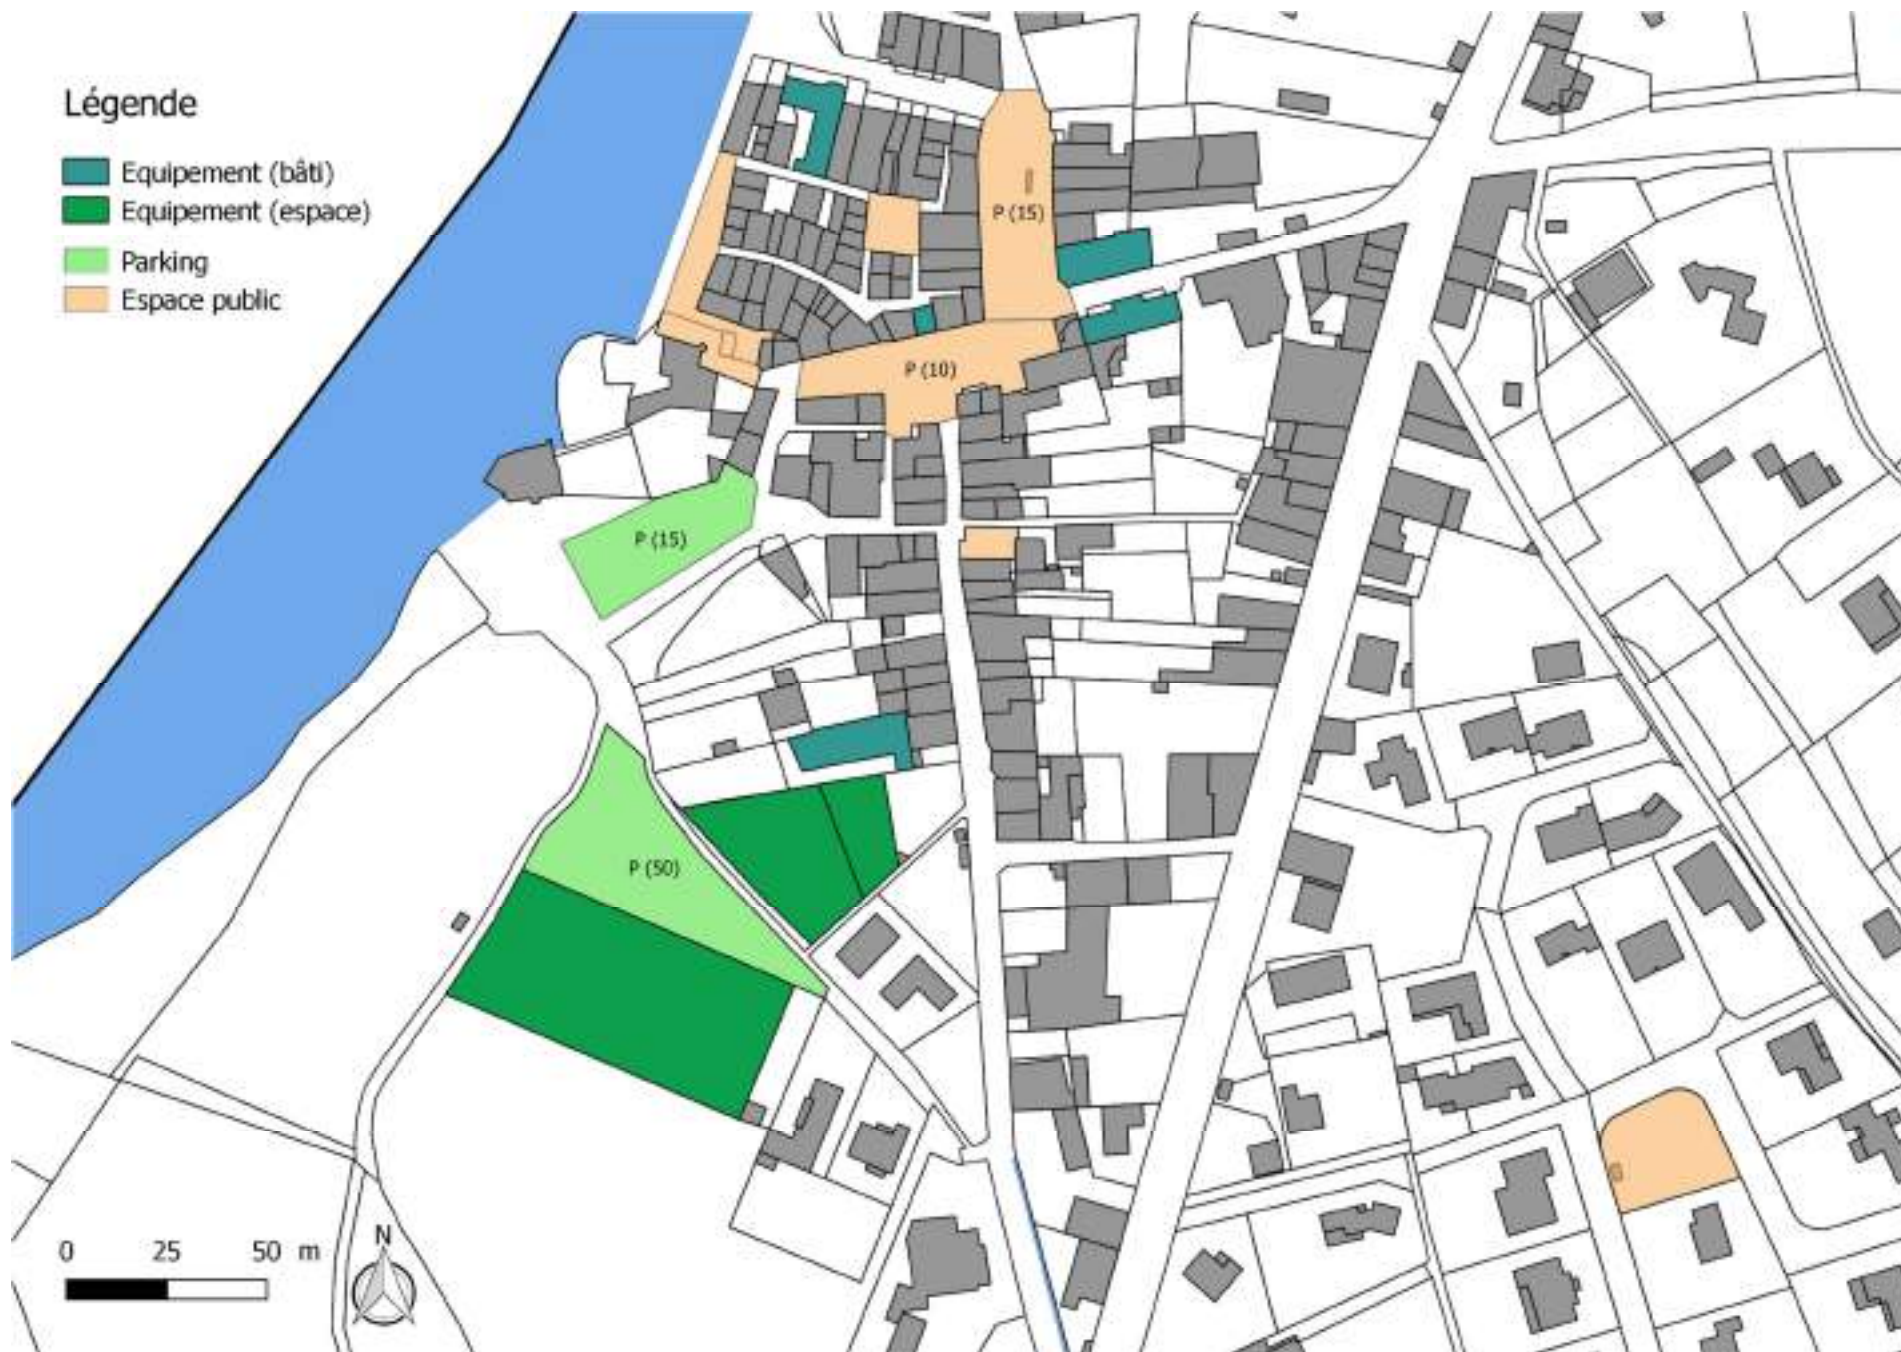 Légende
Equipement (bâti)
Equipement (espace)
Parking
Espace public
P (15)
P (10)
P (15)
P (50)
0 25 50 m
N